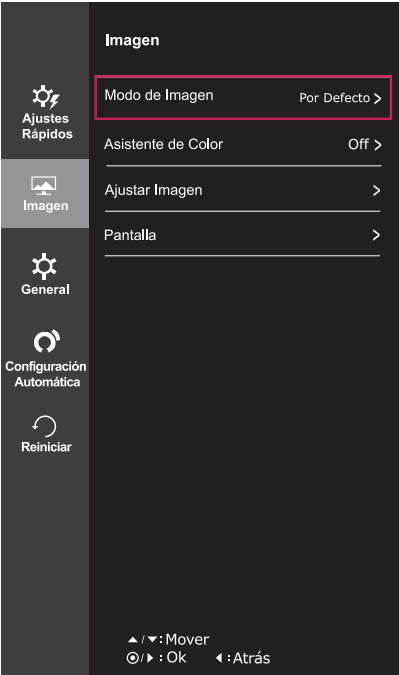 Imagen
Modo de Imagen Por Defecto >
Asistente de Color Off >
Ajustar Imagen >
Pantalla >
Ajustes
Rápidos
Imagen
General
Configuración
Automática
Reiniciar
▲/▼:Mover
◉/▶ : Ok ◀ :Atrás